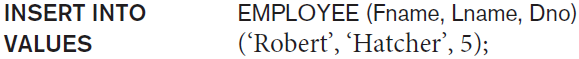 INSERT INTO EMPLOYEE (Fname, Lname, Dno)
VALUES (‘Robert’, ‘Hatcher’, 5);